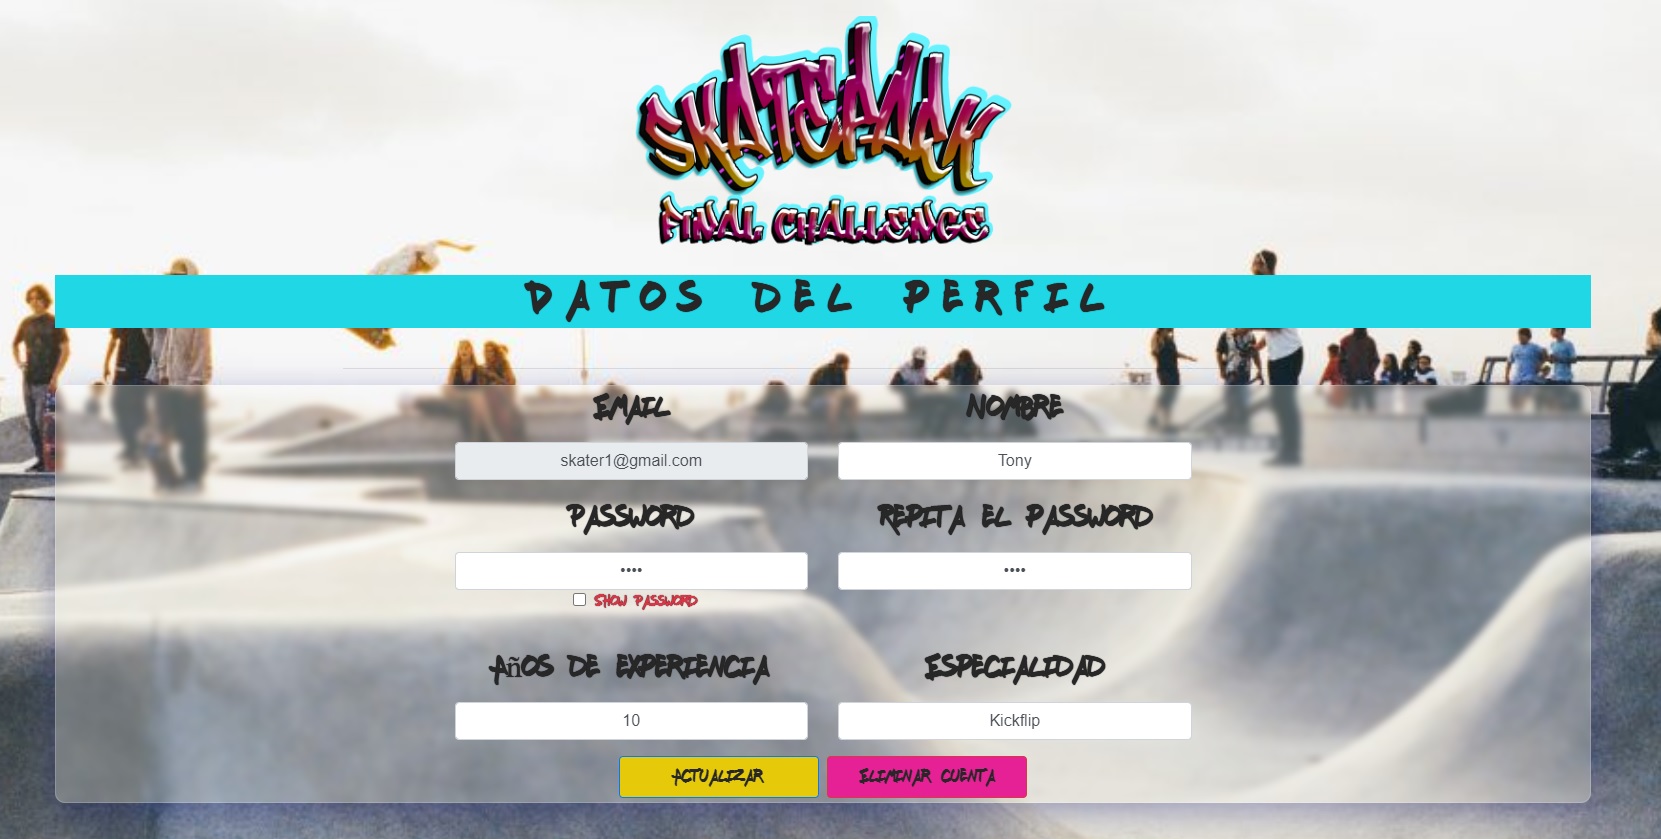 SKATEPARK
FINAL CHALLENGE
DATOS DEL PERFIL
EMAIL
NOMBRE
skater1@gmail.com
Tony
PASSWORD
REPITA EL PASSWORD
••••
••••
SHOW PASSWORD
AñOS DE EXPERIENCIA
ESPECIALIDAD
10
Kickflip
ACTUALIZAR
ELIMINAR CUENTA